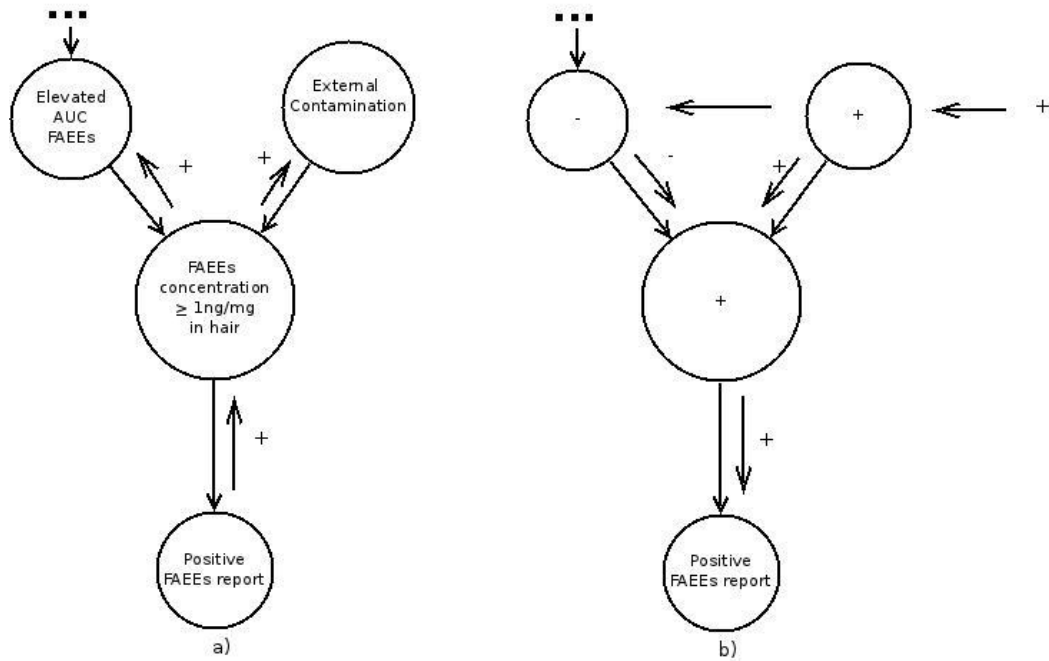 ...
...
Elevated
AUC
FAEEs
External
Contamination
-
+
+
+
+
-
+
FAEEs
concentration
≥ 1ng/mg
in hair
+
+
+
Positive
FAEEs report
Positive
FAEEs report
a)
b)